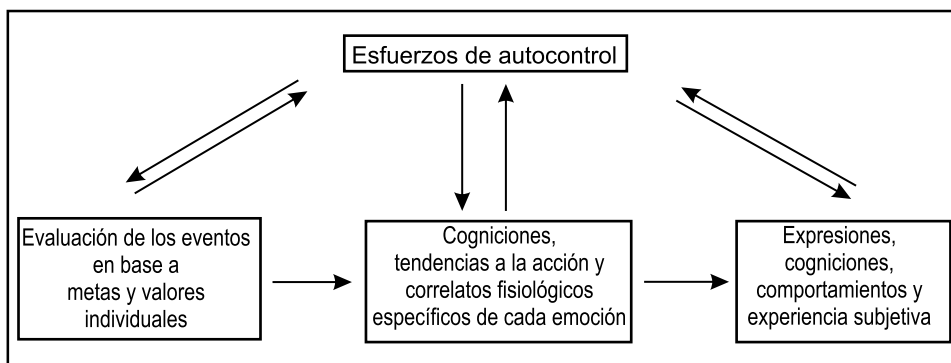 Esfuerzos de autocontrol
Evaluación de los eventos
en base a
metas y valores
individuales
Cogniciones,
tendencias a la acción y
correlatos fisiológicos
específicos de cada emoción
Expresiones,
cogniciones,
comportamientos y
experiencia subjetiva